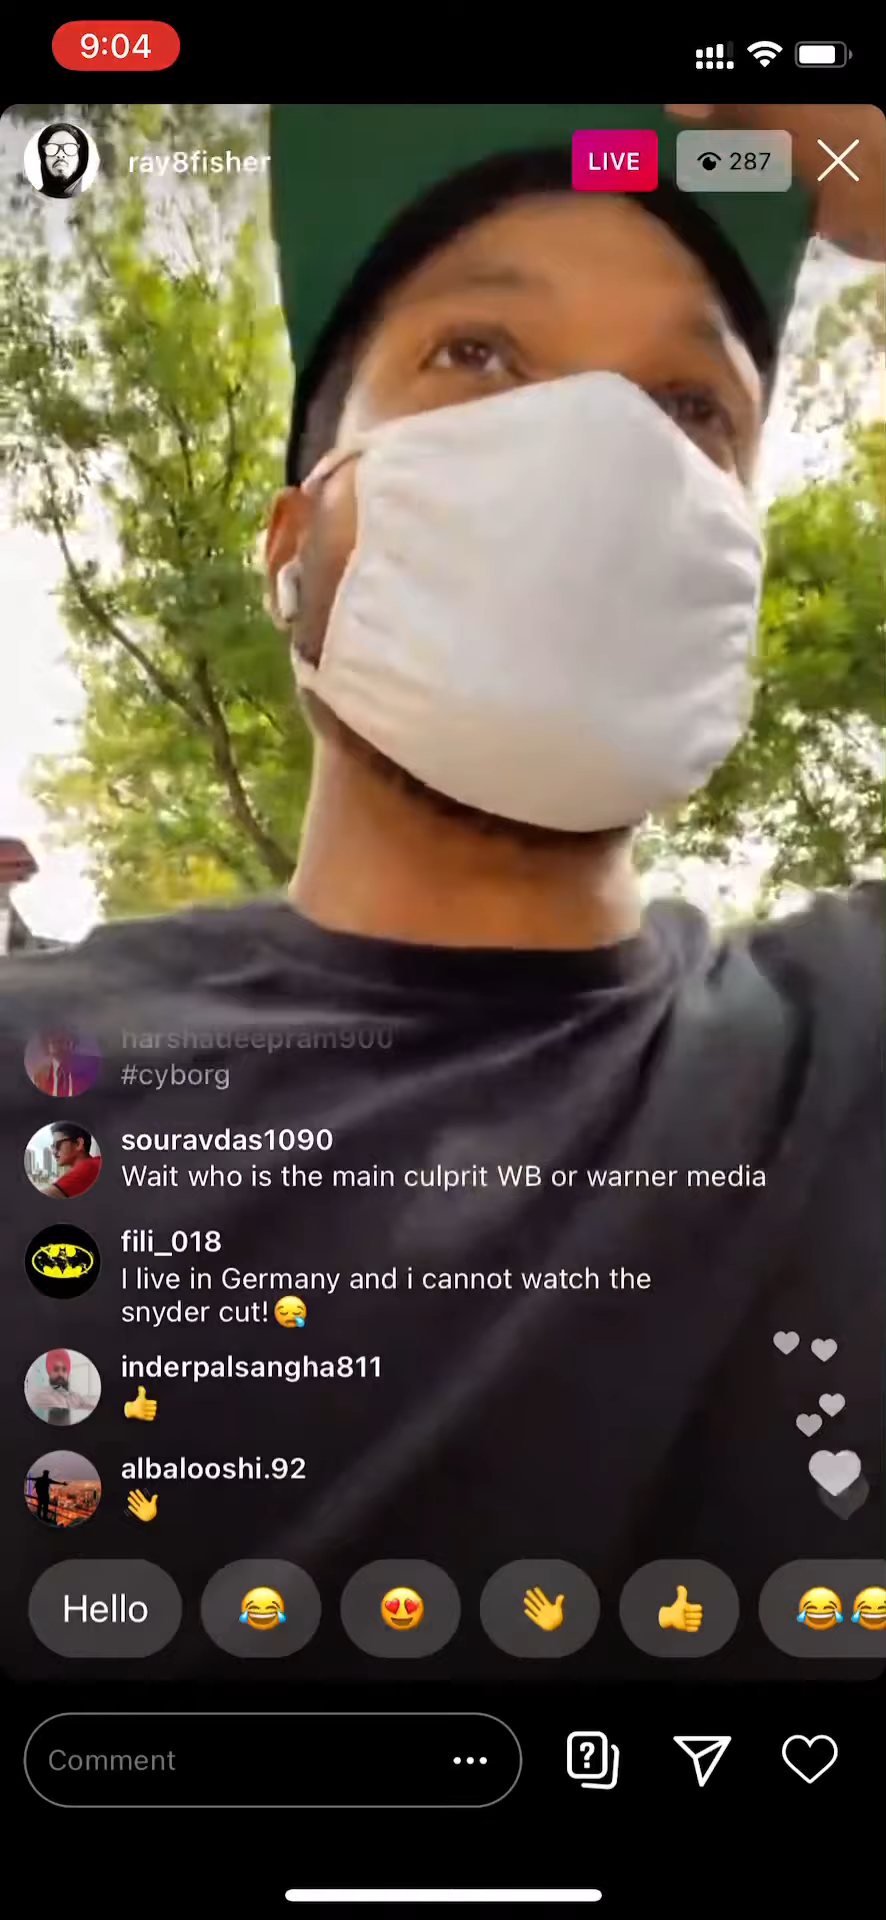 9:04
ray8fisher
LIVE
287
harshadeepram900
#cyborg
souravdas1090
Wait who is the main culprit WB or warner media
fili_018
I live in Germany and i cannot watch the
snyder cut!😪
inderpalsangha811
👍
albalooshi.92
👋
Hello 😂 😍 👋 👍 😂😂
Comment